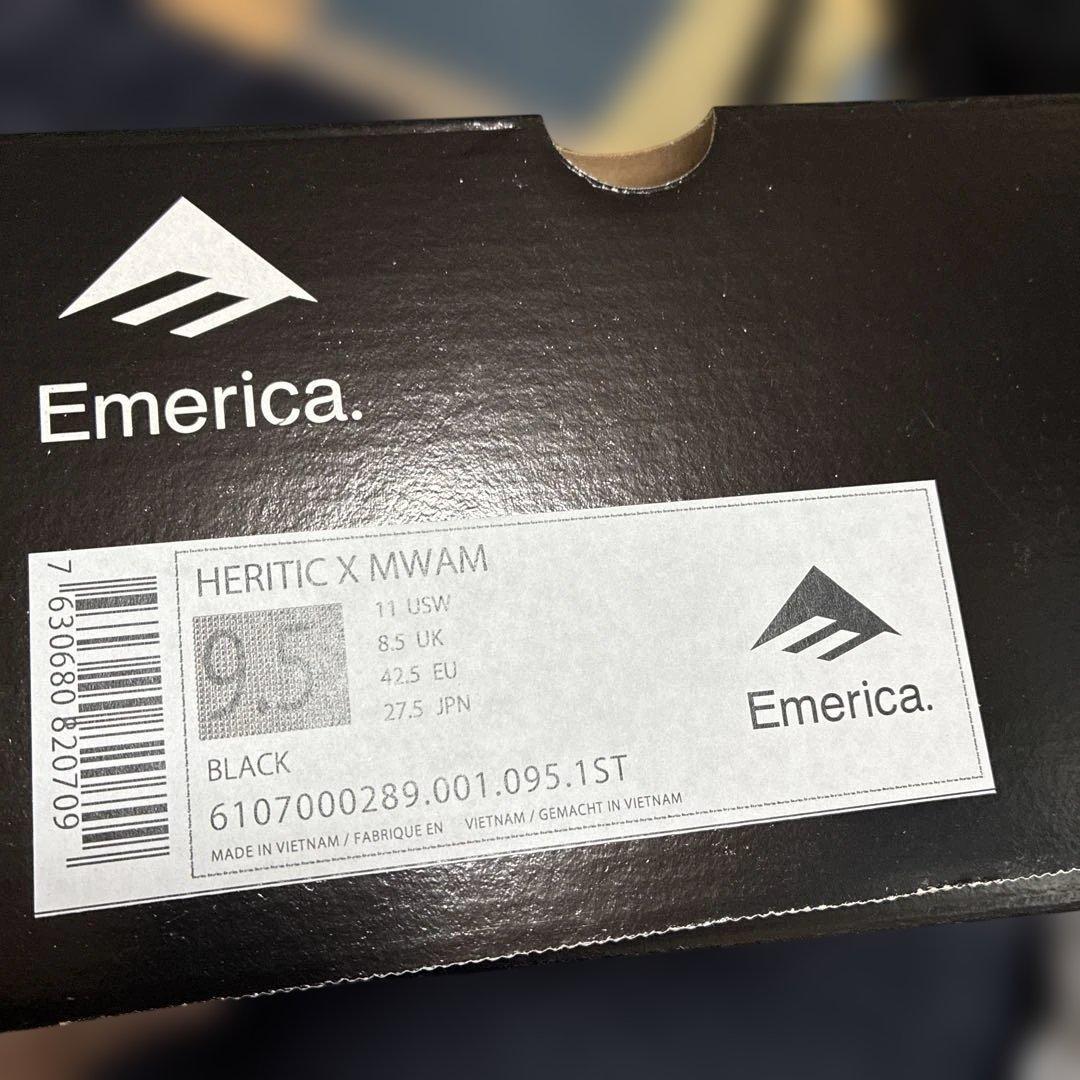 Emerica.
HERITIC X MWAM
9.5
11 USW
8.5 UK
42.5 EU
27.5 JPN
BLACK
6107000289.001.095.1ST
MADE IN VIETNAM / FABRIQUE EN VIETNAM / GEMACHT IN VIETNAM
7 630680 820709
Emerica.